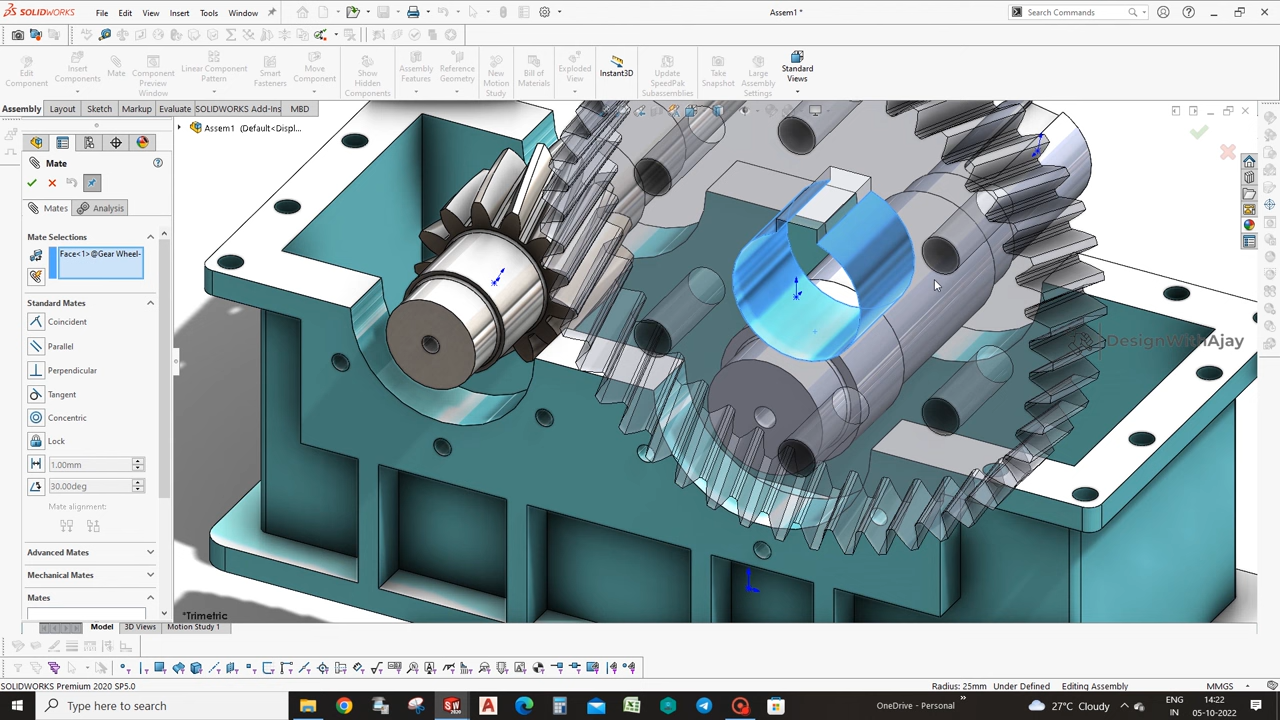 SOLIDWORKS
File Edit View Insert Tools Window
Assem1 *
Search Commands
Edit Component
Insert Components
Mate
Component Preview Window
Linear Component Pattern
Smart Fasteners
Move Component
Show Hidden Components
Assembly Features
Reference Geometry
New Motion Study
Bill of Materials
Exploded View
Instant3D
Update SpeedPak Subassemblies
Take Snapshot
Large Assembly Settings
Standard Views
Assembly Layout Sketch Markup Evaluate SOLIDWORKS Add-Ins MBD
Assem1 (Default<Displ...
Mate
Mates Analysis
Mate Selections
Face<1>@Gear Wheel-
Standard Mates
Coincident
Parallel
Perpendicular
Tangent
Concentric
Lock
1.00mm
30.00deg
Mate alignment:
Advanced Mates
Mechanical Mates
Mates
DesignWithAjay
*Trimetric
Model 3D Views Motion Study 1
SOLIDWORKS Premium 2020 SP5.0
Radius: 25mm Under Defined Editing Assembly MMGS
Type here to search
OneDrive - Personal
27°C Cloudy
ENG
IN
14:22
05-10-2022